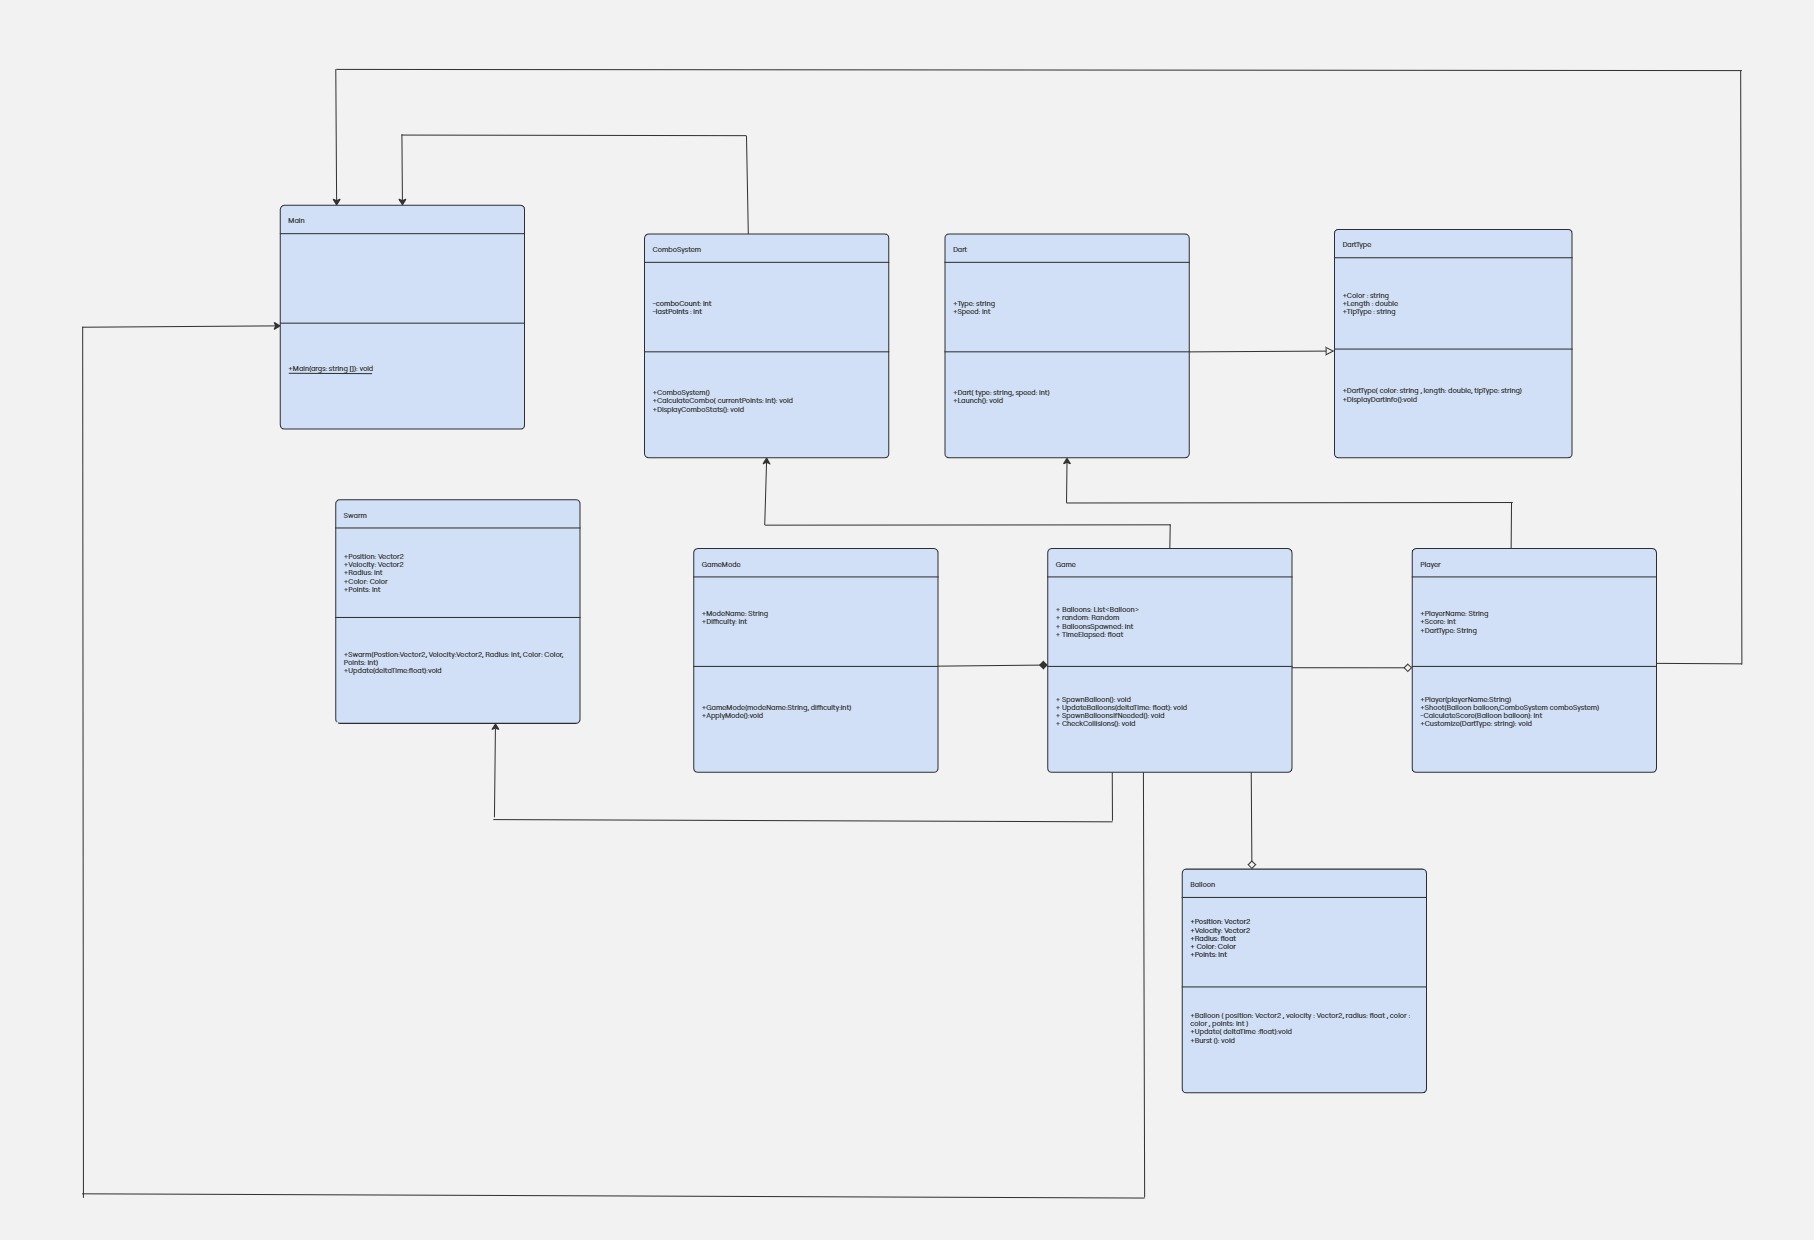 Main
+Main(args: string []): void
ComboSystem
-comboCount: int
-lastPoints : int
+ComboSystem()
+CalculateCombo( currentPoints: int): void
+DisplayComboStats(): void
Dart
+Type: string
+Speed: int
+Dart( type: string, speed: int)
+Launch(): void
DartType
+Color : string
+Length : double
+TipType : string
+DartType( color: string , length: double, tipType: string)
+DisplayDartInfo():void
Swarm
+Position: Vector2
+Velocity: Vector2
+Radius: int
+Color: Color
+Points: int
+Swarm(Postion:Vector2, Velocity:Vector2, Radius: int, Color: Color,
Points: int)
+Update(deltaTime:float):void
GameMode
+ModeName: String
+Difficulty: int
+GameMode(modeName:String, difficulty:int)
+ApplyMode():void
Game
+ Balloons: List<Balloon>
+ random: Random
+ BalloonsSpawned: int
+ TimeElapsed: float
+ SpawnBalloon(): void
+ UpdateBalloons(deltaTime: float): void
+ SpawnBalloonsIfNeeded(): void
+ CheckCollisions(): void
Player
+PlayerName: String
+Score: int
+DartType: String
+Player(playerName:String)
+Shoot(Balloon balloon,ComboSystem comboSystem)
-CalculateScore(Balloon balloon): int
+Customize(DartType: string): void
Balloon
+Position: Vector2
+Velocity: Vector2
+Radius: float
+ Color: Color
+Points: int
+Balloon ( position: Vector2 , velocity : Vector2, radius: float , color :
color , points: int )
+Update( deltaTime :float):void
+Burst (): void